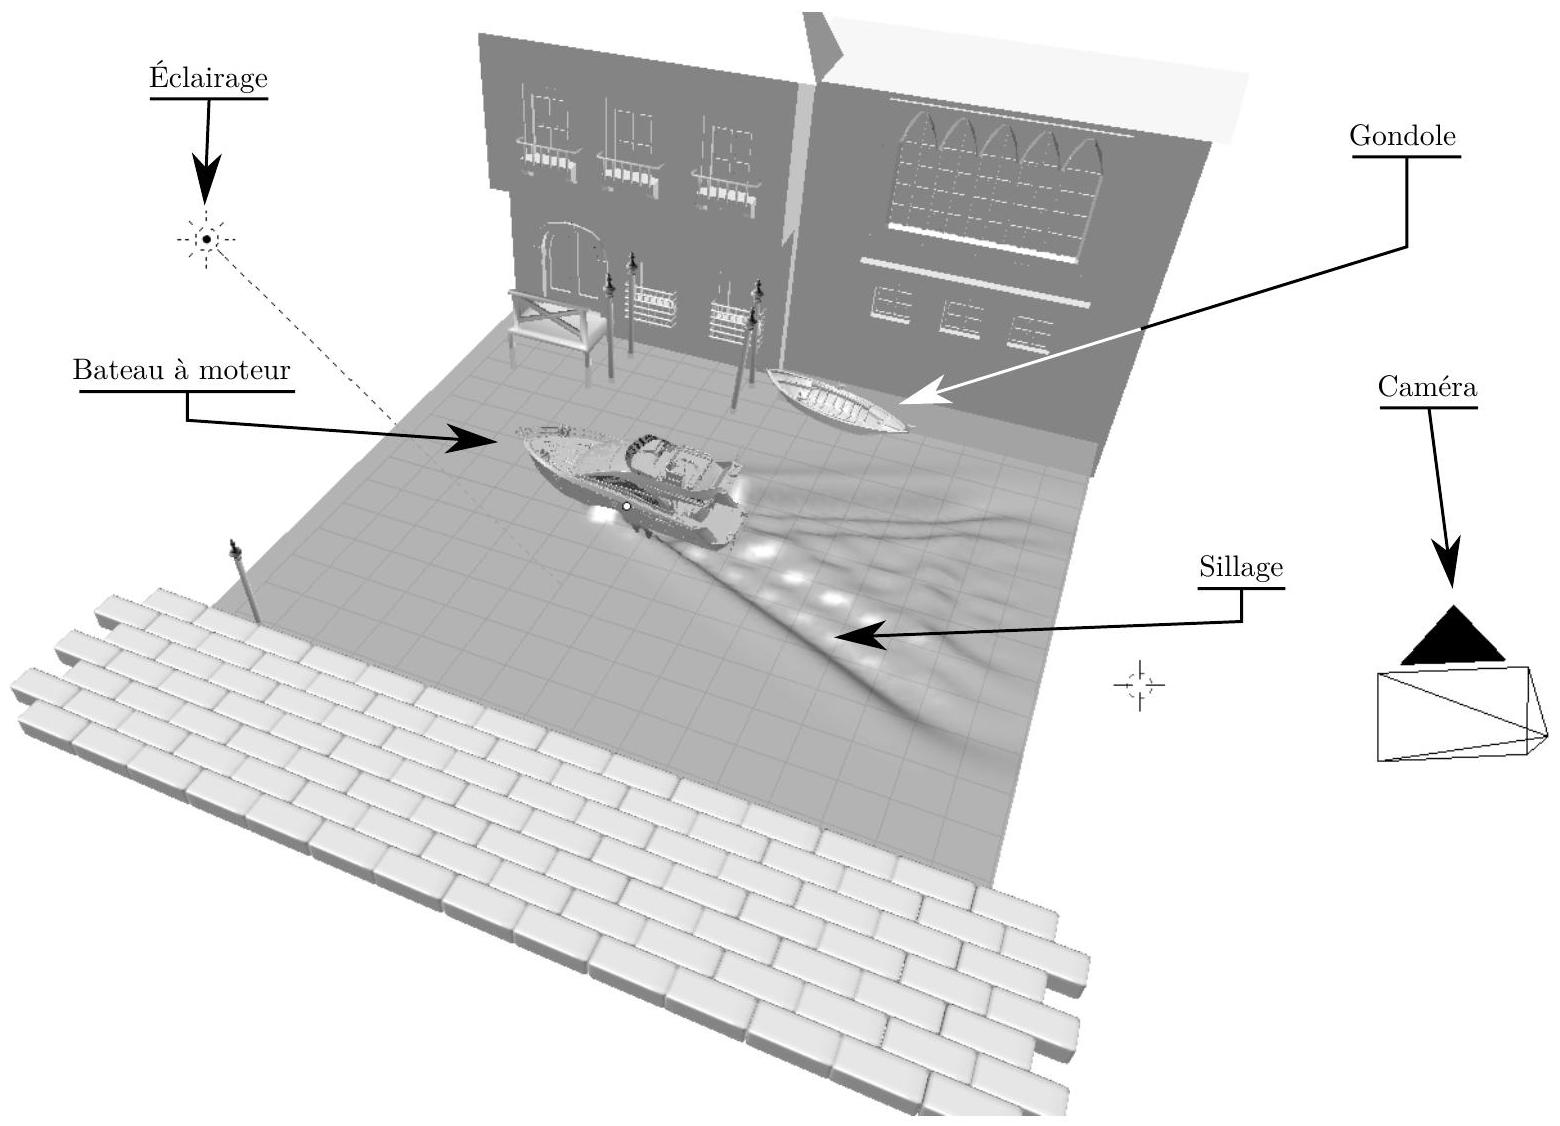 Éclairage
Gondole
Bateau à moteur
Caméra
Sillage